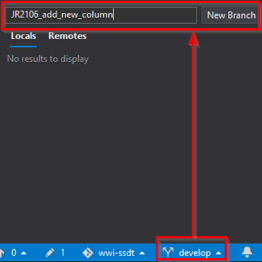 JR2106_add_new_column New Branch
Locals Remotes
No results to display
0 1 wwi-ssdt develop